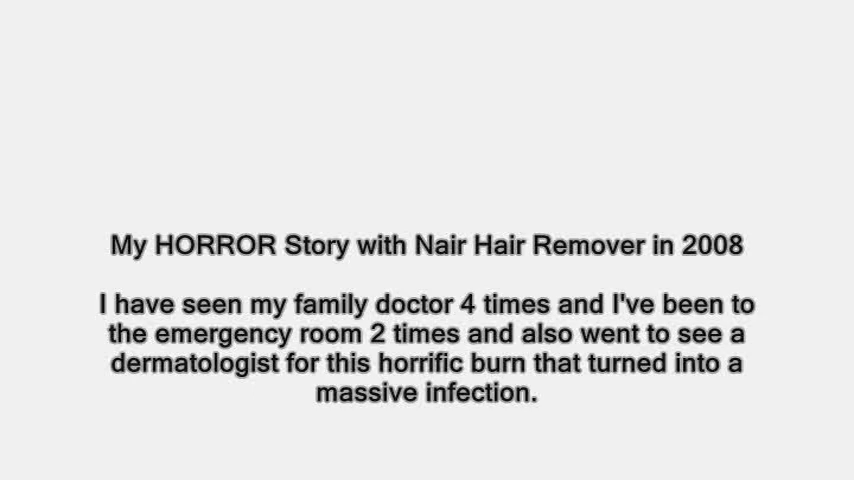 My HORROR Story with Nair Hair Remover in 2008
I have seen my family doctor 4 times and I've been to
the emergency room 2 times and also went to see a
dermatologist for this horrific burn that turned into a
massive infection.